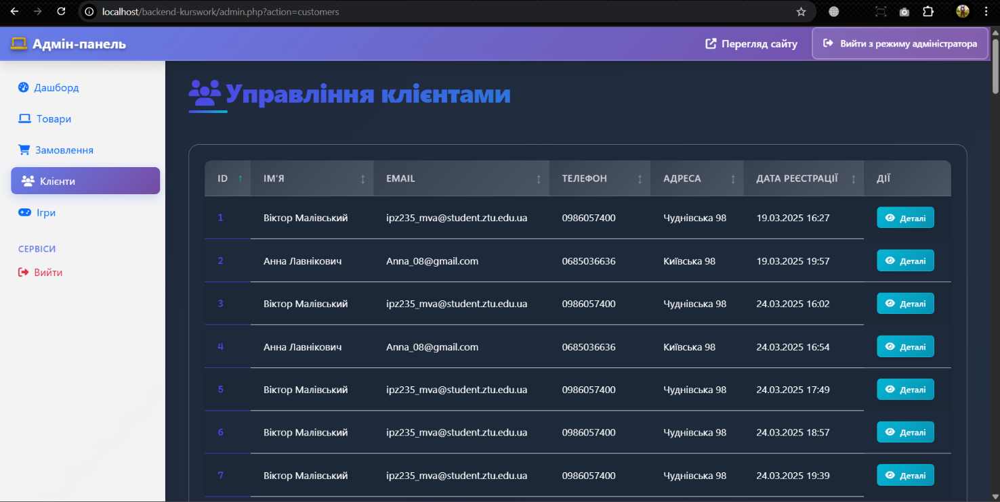 localhost/backend-kurswork/admin.php?action=customers
Адмін-панель
Перегляд сайту
Вийти з режиму адміністратора
Дашборд
Товари
Замовлення
Клієнти
Ігри
СЕРВІСИ
Вийти
Управління клієнтами
ID ↑ ІМ'Я ↕ EMAIL ↕ ТЕЛЕФОН ↕ АДРЕСА ↕ ДАТА РЕЄСТРАЦІЇ ↕ ДІЇ
1 Віктор Малівський ipz235_mva@student.ztu.edu.ua 0986057400 Чуднівська 98 19.03.2025 16:27 Деталі
2 Анна Лавнікович Anna_08@gmail.com 0685036636 Київська 98 19.03.2025 19:57 Деталі
3 Віктор Малівський ipz235_mva@student.ztu.edu.ua 0986057400 Чуднівська 98 24.03.2025 16:02 Деталі
4 Анна Лавнікович Anna_08@gmail.com 0685036636 Київська 98 24.03.2025 16:54 Деталі
5 Віктор Малівський ipz235_mva@student.ztu.edu.ua 0986057400 Чуднівська 98 24.03.2025 17:49 Деталі
6 Віктор Малівський ipz235_mva@student.ztu.edu.ua 0986057400 Чуднівська 98 24.03.2025 18:57 Деталі
7 Віктор Малівський ipz235_mva@student.ztu.edu.ua 0986057400 Чуднівська 98 24.03.2025 19:39 Деталі